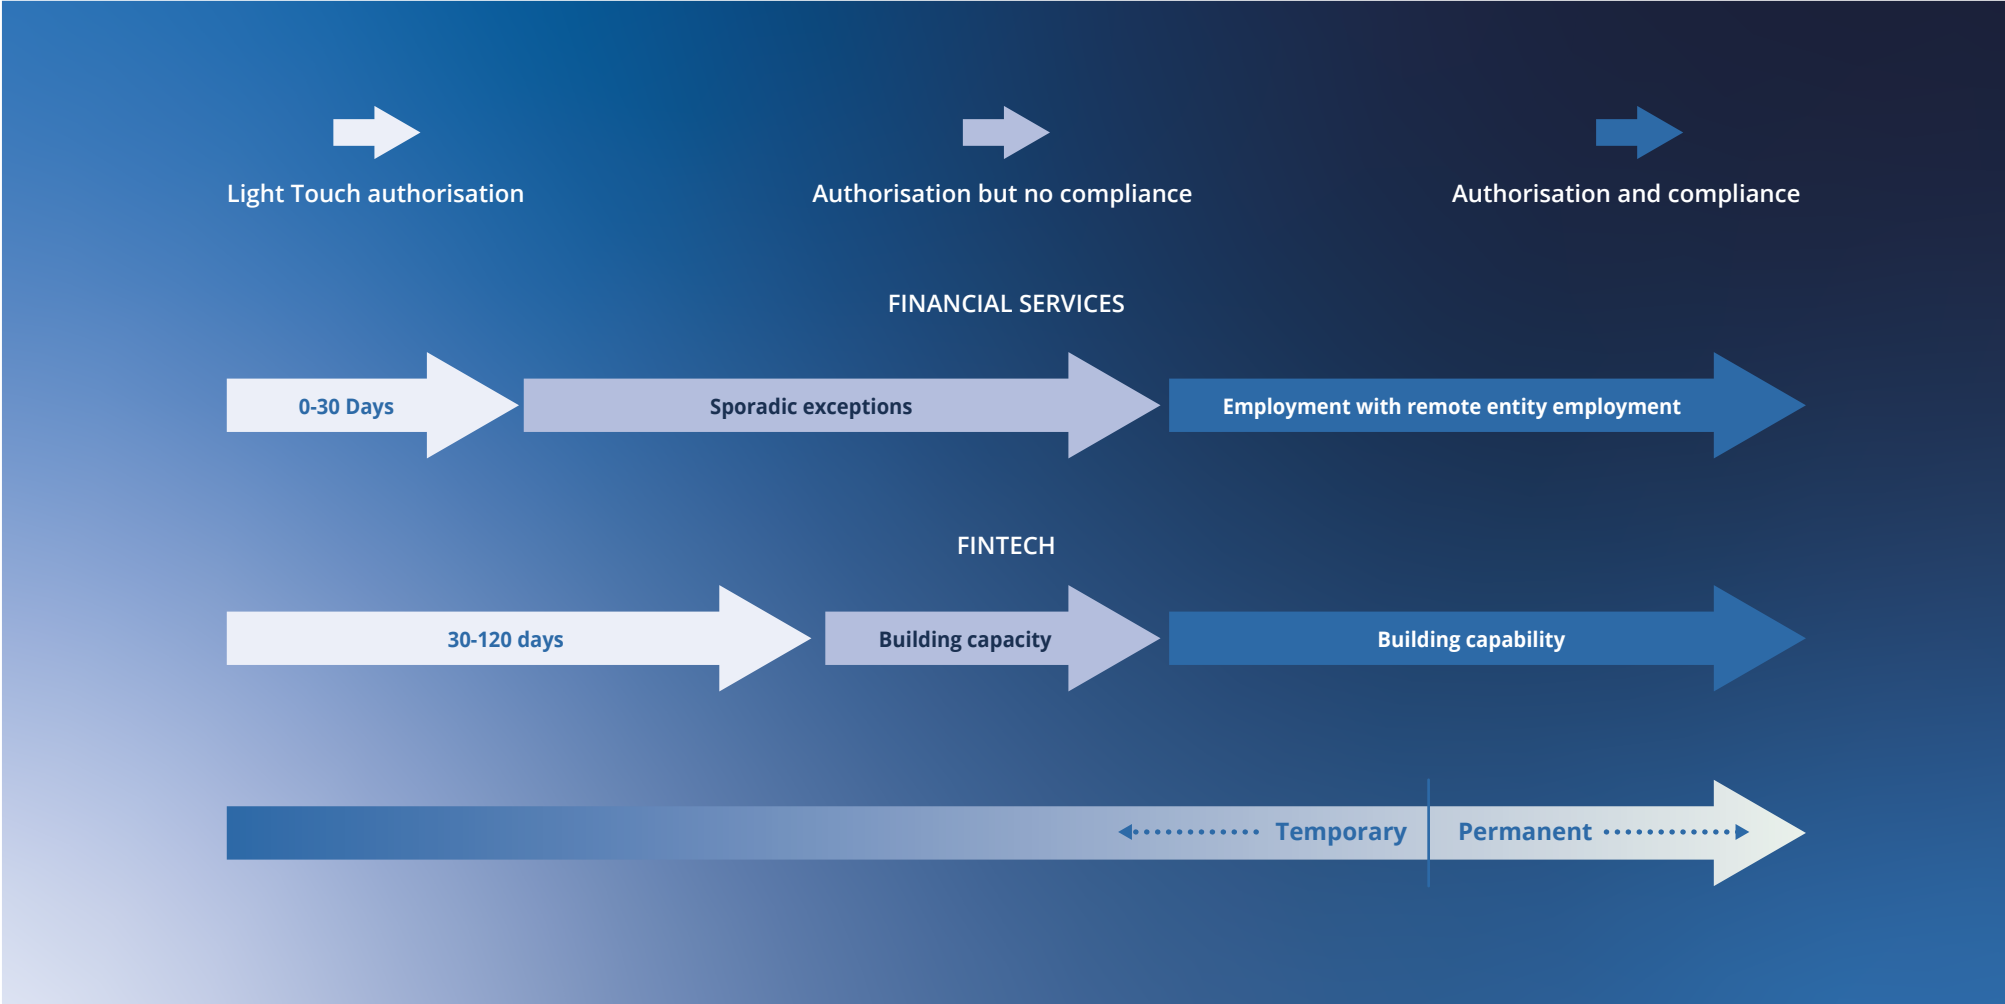 Light Touch authorisation
Authorisation but no compliance
Authorisation and compliance
FINANCIAL SERVICES
0-30 Days
Sporadic exceptions
Employment with remote entity employment
FINTECH
30-120 days
Building capacity
Building capability
Temporary
Permanent